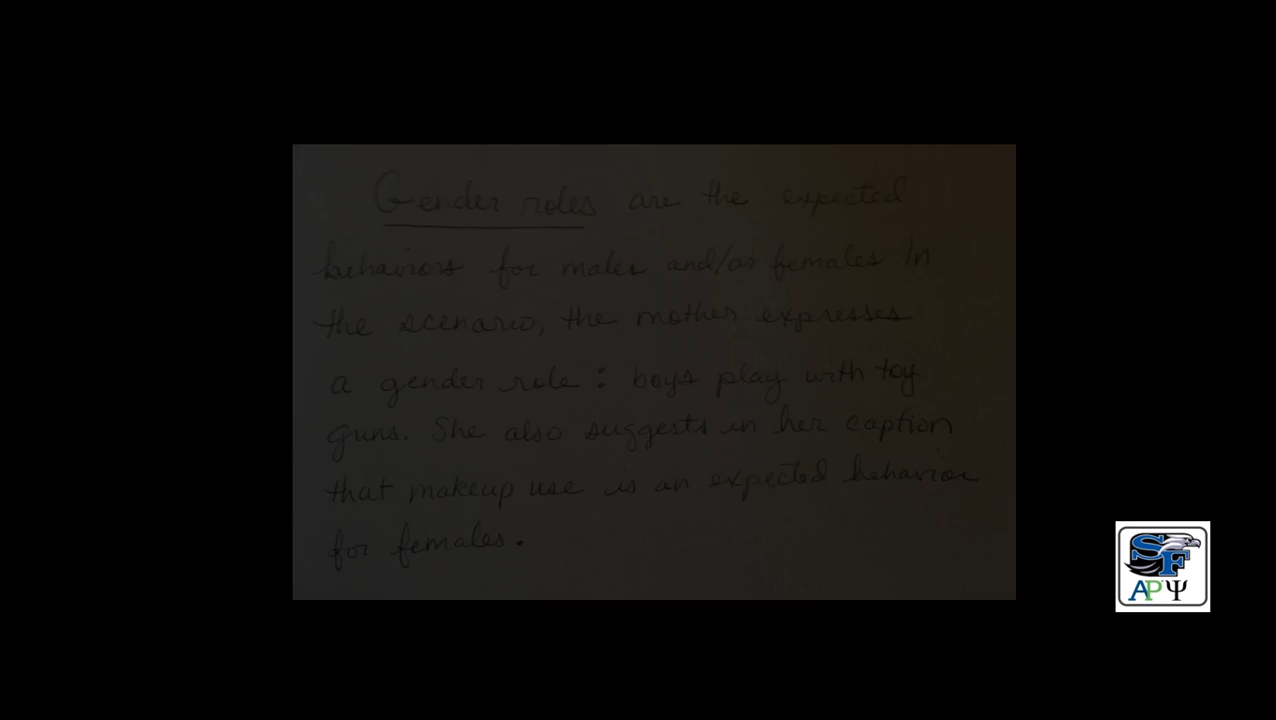 Gender roles are the expected
behaviors for males and/or females In
the scenario, the mother expresses
a gender role: boys play with toy
guns. She also suggests in her caption
that makeup use is an expected behavior
for females.
SF
AP Ψ